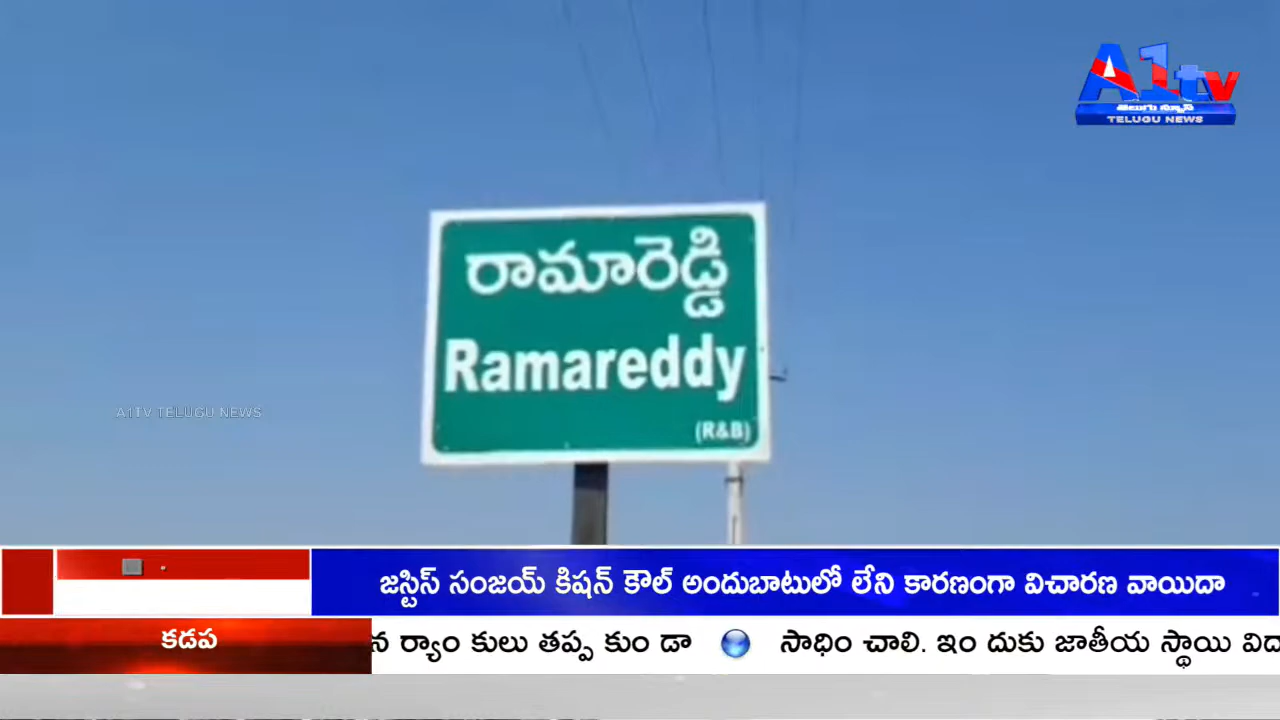 A1tv
తెలుగు న్యూస్
TELUGU NEWS
రామారెడ్డి
Ramareddy
(R&B)
A1TV TELUGU NEWS
జస్టిస్ సంజయ్ కిషన్ కౌల్ అందుబాటులో లేని కారణంగా విచారణ వాయిదా
కడప
న ర్యాం కులు తప్ప కుం డా సాధిం చాలి. ఇం దుకు జాతీయ స్థాయి